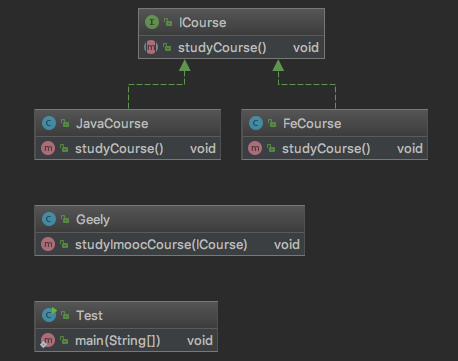 I ICourse
m studyCourse() void
C JavaCourse
m studyCourse() void
C FeCourse
m studyCourse() void
C Geely
m studyImoocCourse(ICourse) void
C Test
m main(String[]) void